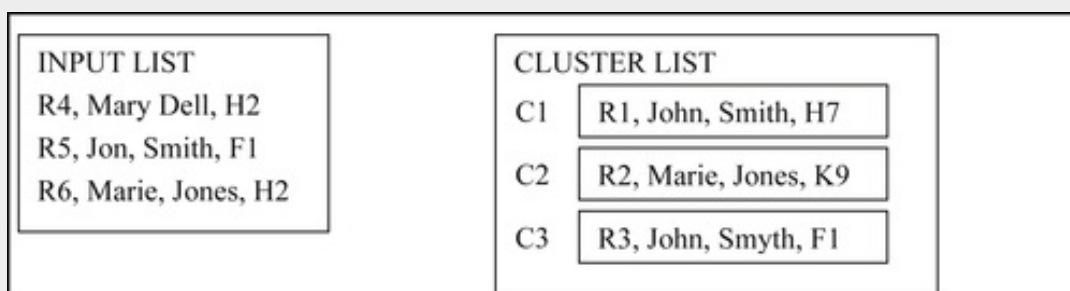 INPUT LIST
R4, Mary Dell, H2
R5, Jon, Smith, F1
R6, Marie, Jones, H2
CLUSTER LIST
C1 R1, John, Smith, H7
C2 R2, Marie, Jones, K9
C3 R3, John, Smyth, F1